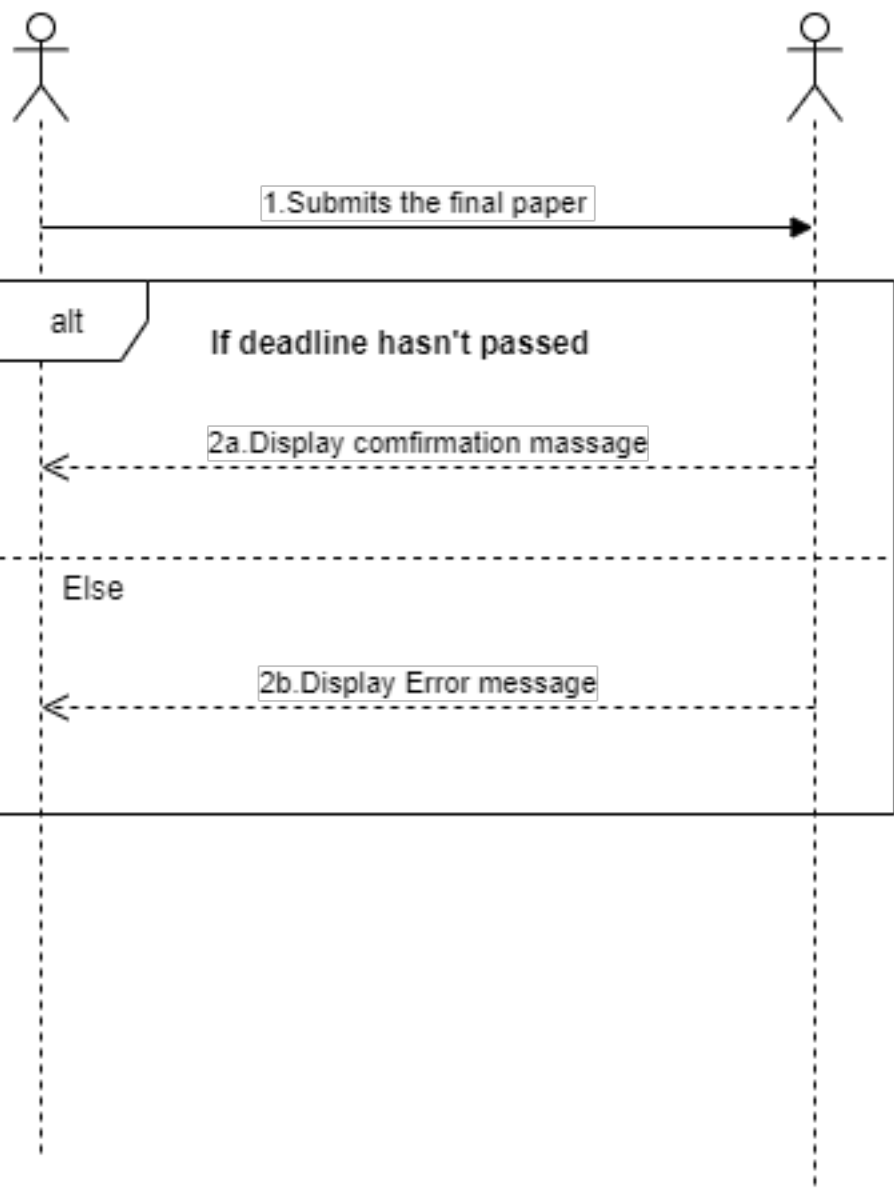 1.Submits the final paper
alt
If deadline hasn't passed
2a.Display comfirmation massage
Else
2b.Display Error message